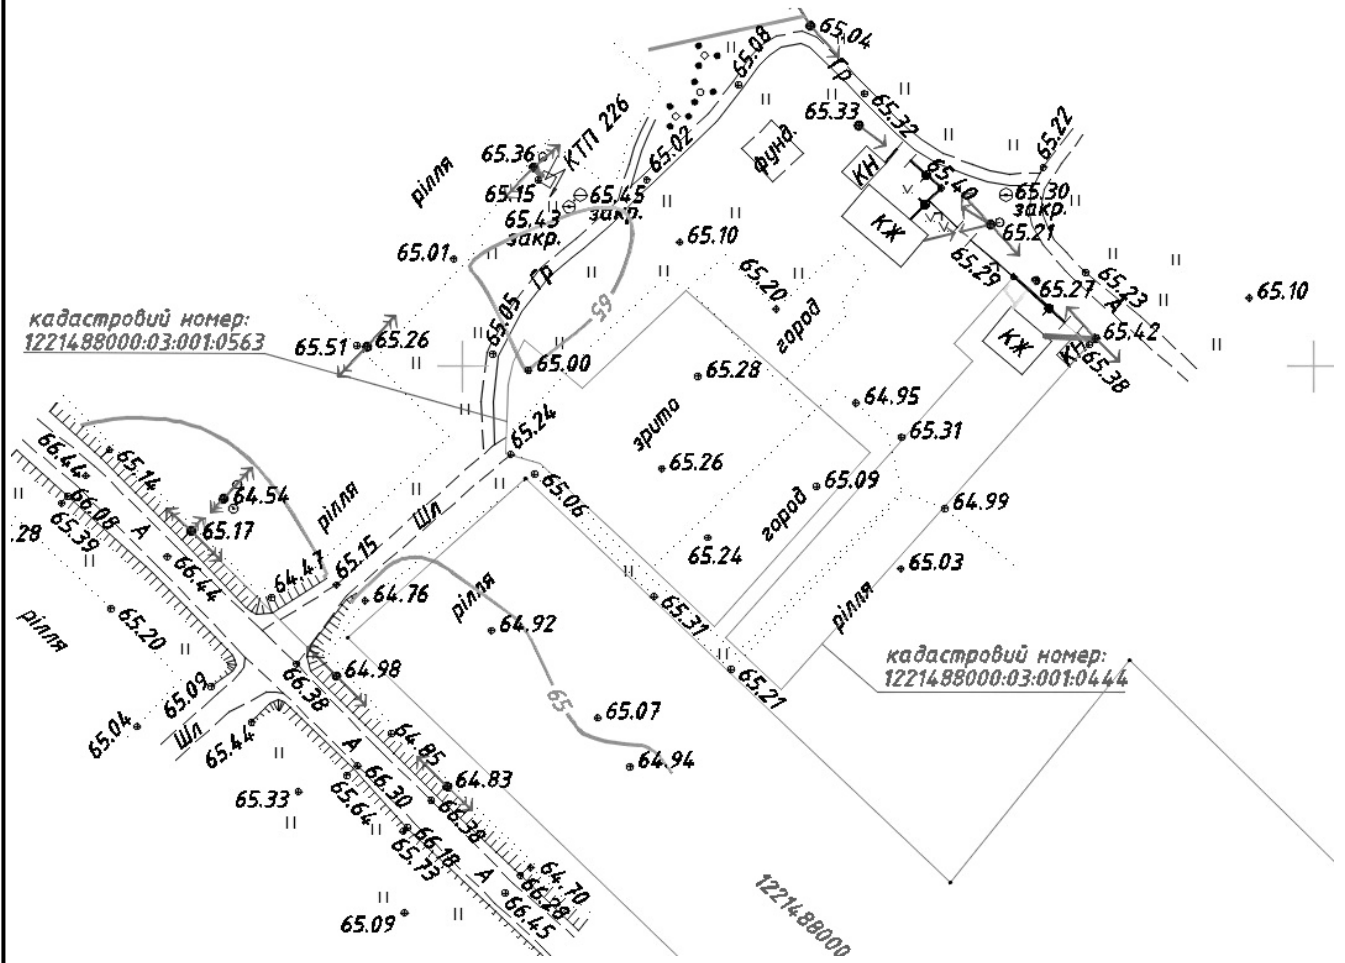 65.04
65.08
Гр
65.32
65.33
65.22
КТП 226
65.36
65.02
фунд.
КН
65.40
рілля
65.15
65.45
закр.
65.30
закр.
65.43
закр.
КЖ
65.21
65.10
65.01
65.29
65.20
65.27
65.23
Гр
65
65.10
А
кадастровий номер:
1221488000:03:001:0563
65.05
город
65.51
65.26
65.42
КЖ
КН
65.38
65.00
65.28
64.95
65.24
зрито
65.31
66.44
65.14
65.26
65.09
65.06
64.54
рілля
Шл
город
64.99
66.08
65.39
А
65.17
.28
65.24
66.44
64.47
65.15
65.03
64.76
рілля
65.31
рілля
65.20
рілля
64.92
кадастровий номер:
1221488000:03:001:0444
64.98
65.09
66.38
65
65.21
65.04
Шл
65.44
65.07
А
64.85
64.94
65.33
66.30
64.83
65.64
66.38
66.18
65.73
А
64.70
66.28
65.09
66.45
1221488000